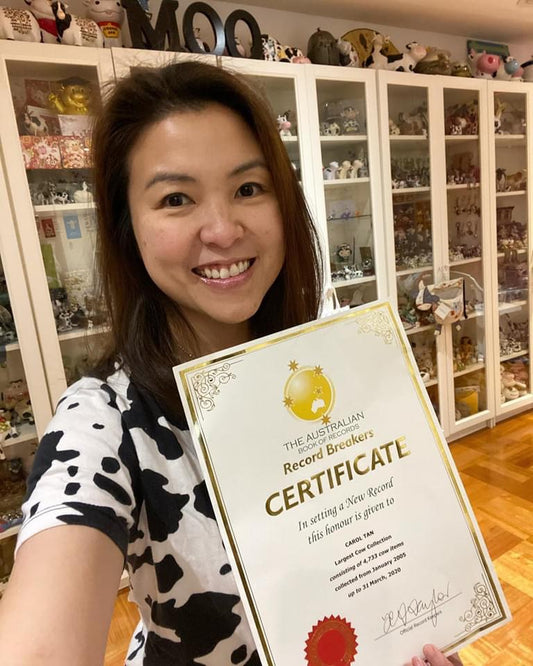 MOO
THE AUSTRALIAN
BOOK OF RECORDS
Record Breakers
CERTIFICATE
In setting a New Record
this honour is given to
CAROL TAN
Largest Cow Collection
consisting of 4,733 cow items
collected from January 2005
up to 31 March, 2020
Official Record Keepers